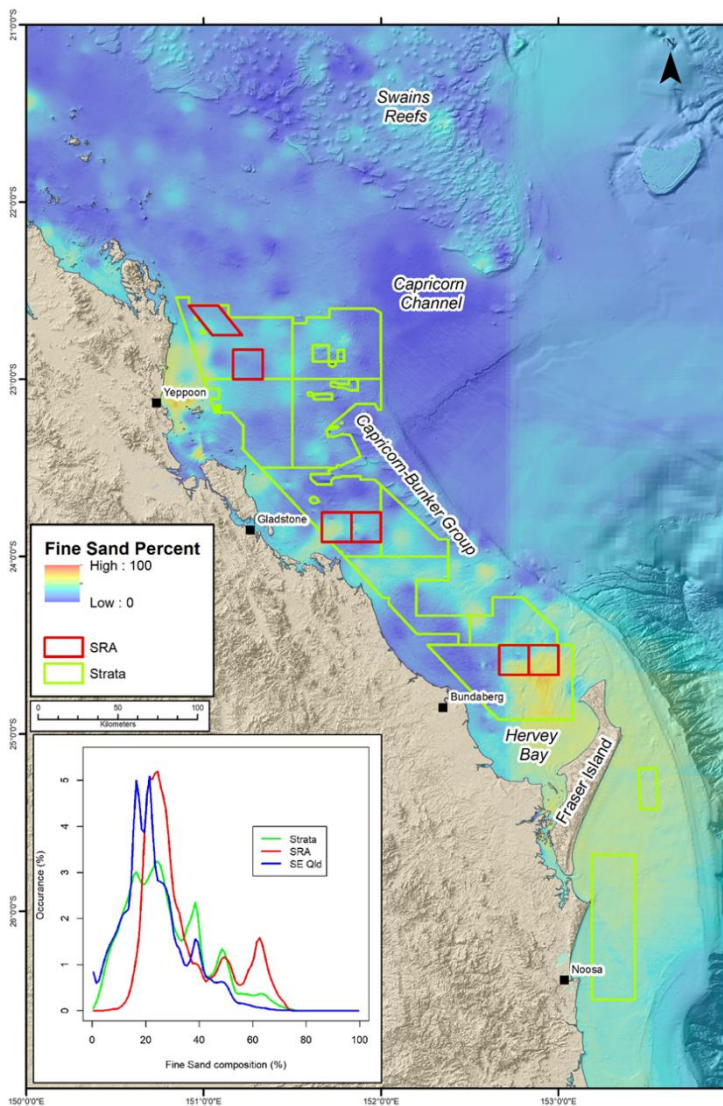 150°0'0"E
151°0'0"E
152°0'0"E
153°0'0"E
21°0'0"S
22°0'0"S
23°0'0"S
24°0'0"S
25°0'0"S
26°0'0"S
N
Swains
Reefs
Capricorn
Channel
Yeppoon
Capricorn-Bunker Group
Gladstone
Bundaberg
Hervey
Bay
Fraser Island
Noosa
Fine Sand Percent
High : 100
Low : 0
SRA
Strata
0 50 100
Kilometers
Occurance (%)
5
4
3
2
1
0
Strata
SRA
SE Qld
0 20 40 60 80 100
Fine Sand composition (%)